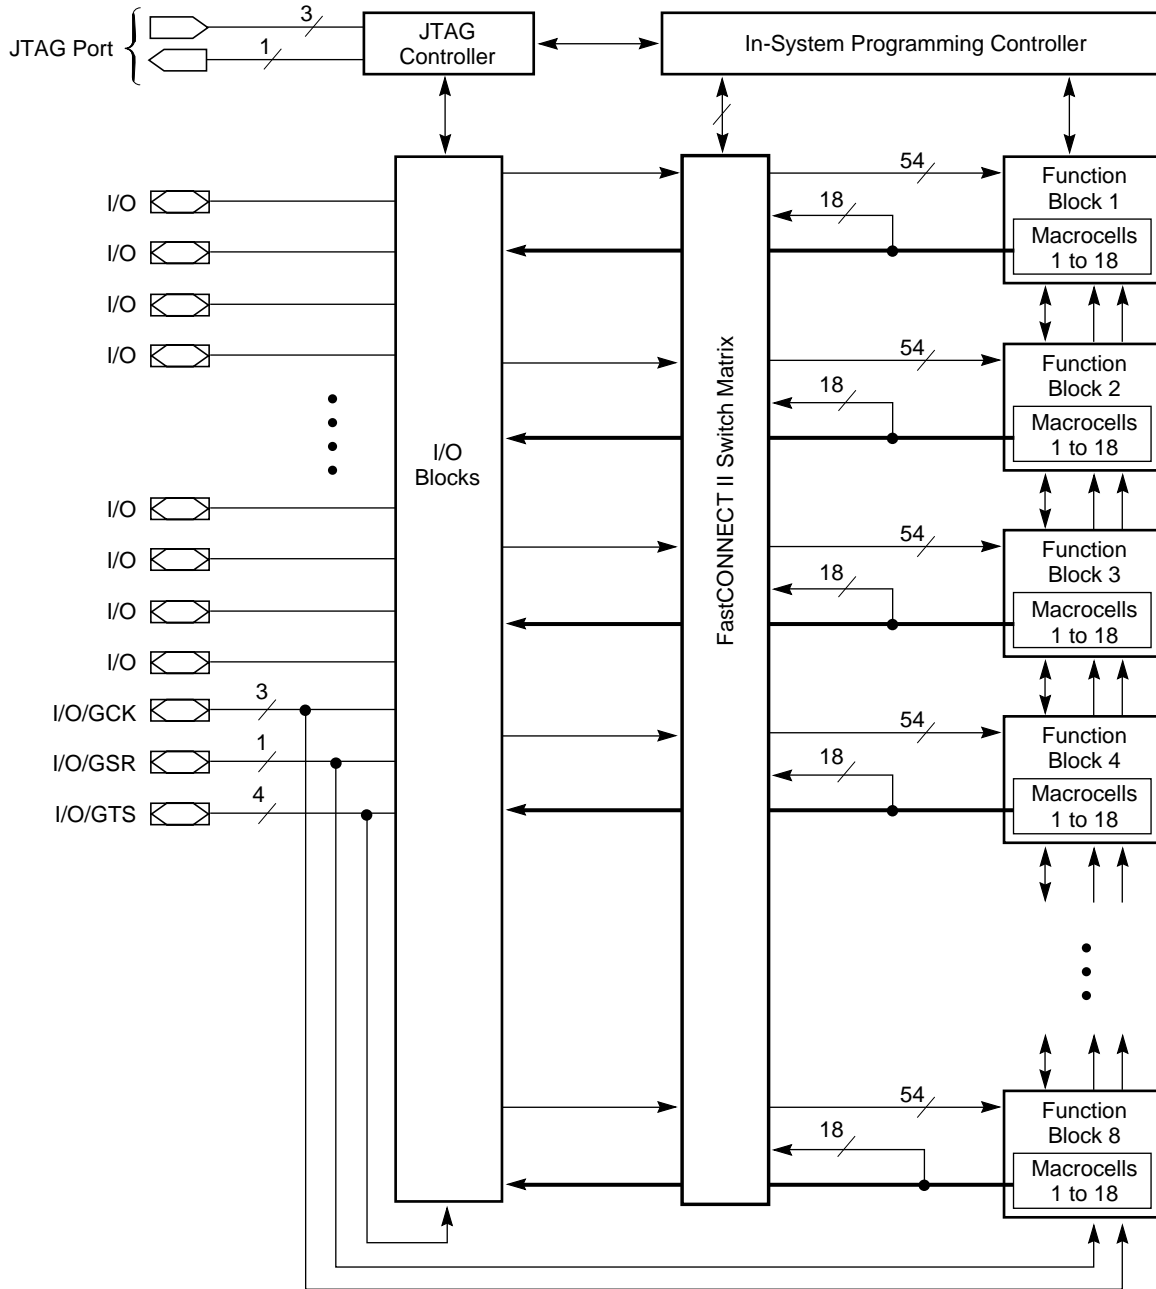 JTAG Port
3
1
JTAG
Controller
In-System Programming Controller
I/O
I/O
I/O
I/O
I/O
I/O
I/O
I/O
I/O/GCK
3
I/O/GSR
1
I/O/GTS
4
I/O
Blocks
FastCONNECT II Switch Matrix
54
18
Function
Block 1
Macrocells
1 to 18
54
18
Function
Block 2
Macrocells
1 to 18
54
18
Function
Block 3
Macrocells
1 to 18
54
18
Function
Block 4
Macrocells
1 to 18
54
18
Function
Block 8
Macrocells
1 to 18